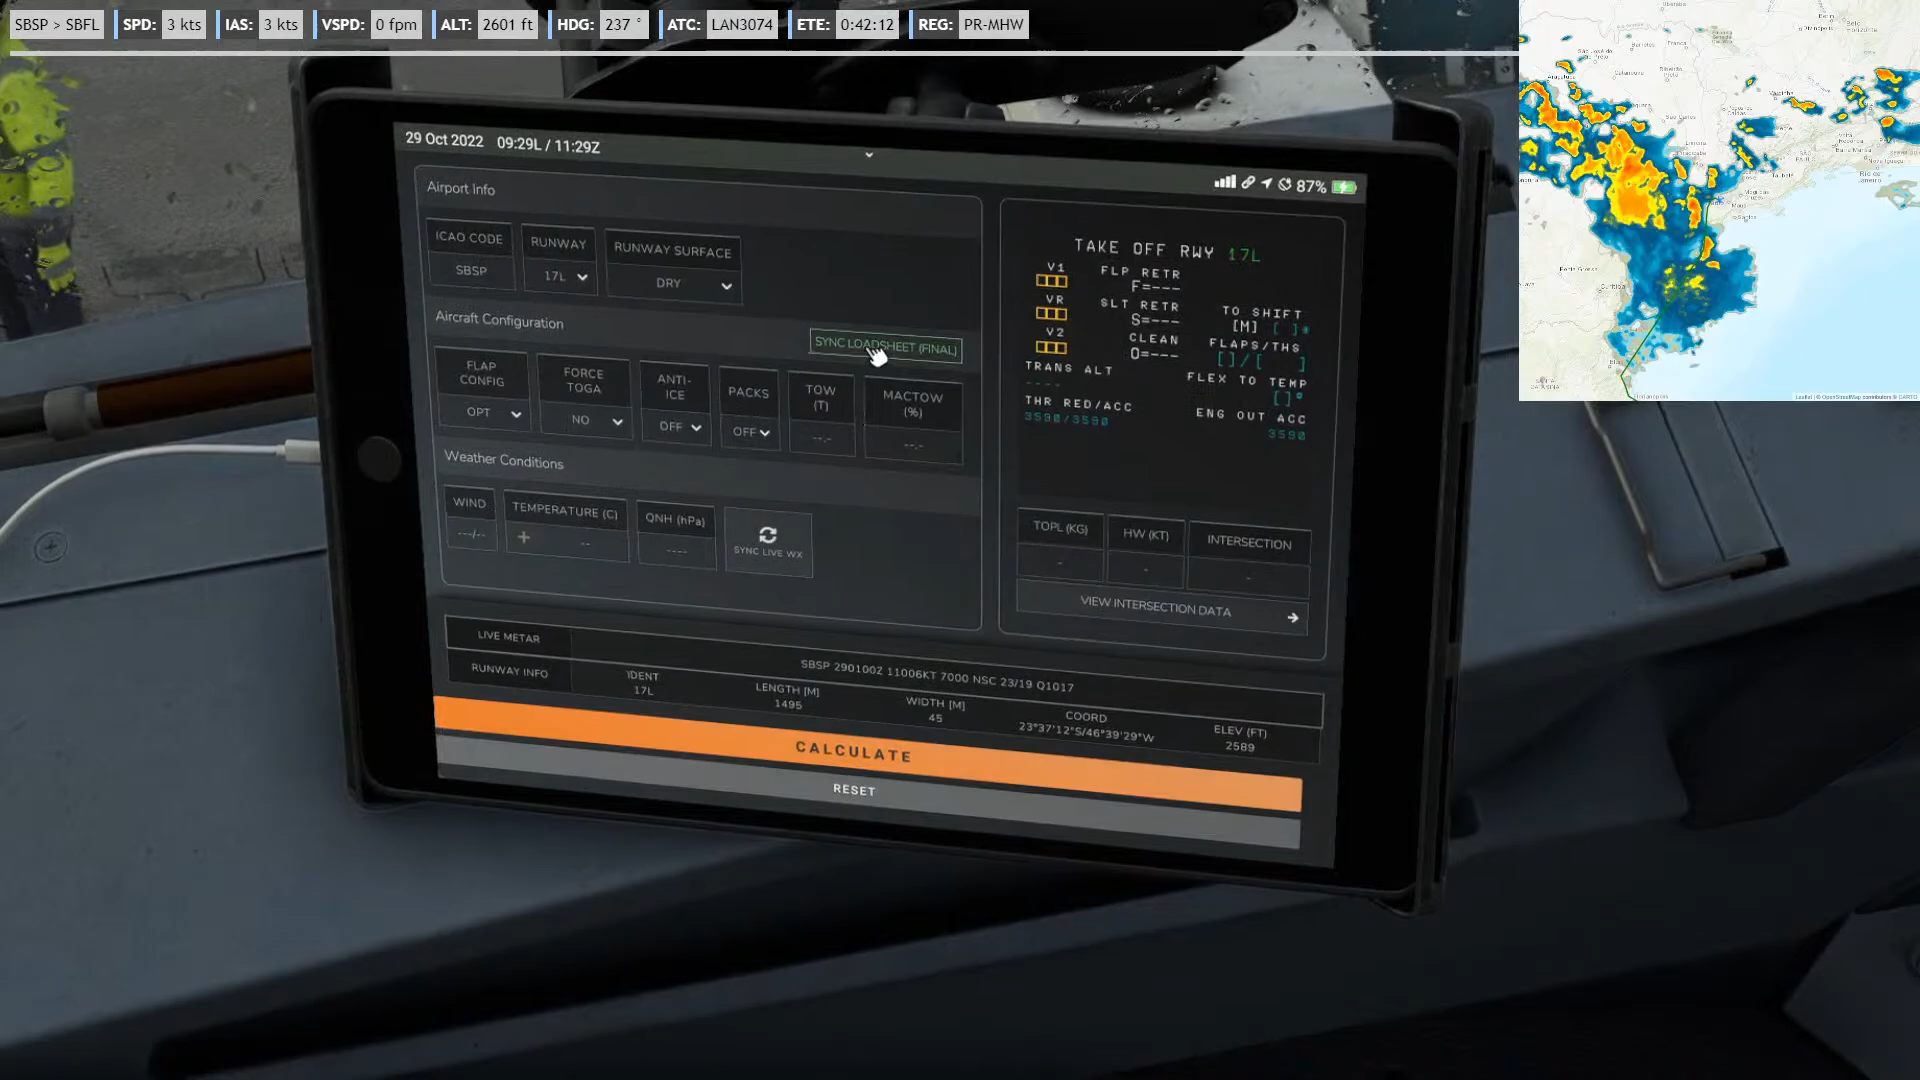 SBSP > SBFL SPD: 3 kts IAS: 3 kts VSPD: 0 fpm ALT: 2601 ft HDG: 237 ° ATC: LAN3074 ETE: 0:42:12 REG: PR-MHW
29 Oct 2022 09:29L / 11:29Z
87%
Airport Info
ICAO CODE RUNWAY RUNWAY SURFACE
SBSP 17L DRY
Aircraft Configuration
SYNC LOADSHEET (FINAL)
FLAP CONFIG FORCE TOGA ANTI-ICE PACKS TOW (T) MACTOW (%)
OPT NO OFF OFF --.- --.-
Weather Conditions
WIND TEMPERATURE (C) QNH (hPa)
---/-- + -- ----
SYNC LIVE WX
TAKE OFF RWY 17L
V1 FLP RETR
F=---
VR SLT RETR TO SHIFT
S=--- [M] [ ]*
V2 CLEAN FLAPS/THS
O=--- []/[ ]
TRANS ALT FLEX TO TEMP
---- []°
THR RED/ACC ENG OUT ACC
3590/3590 3590
TOPL (KG) HW (KT) INTERSECTION
- - -
VIEW INTERSECTION DATA
LIVE METAR SBSP 290100Z 11006KT 7000 NSC 23/19 Q1017
RUNWAY INFO IDENT LENGTH [M] WIDTH [M] COORD ELEV (FT)
17L 1495 45 23°37'12"S/46°39'29"W 2589
CALCULATE
RESET